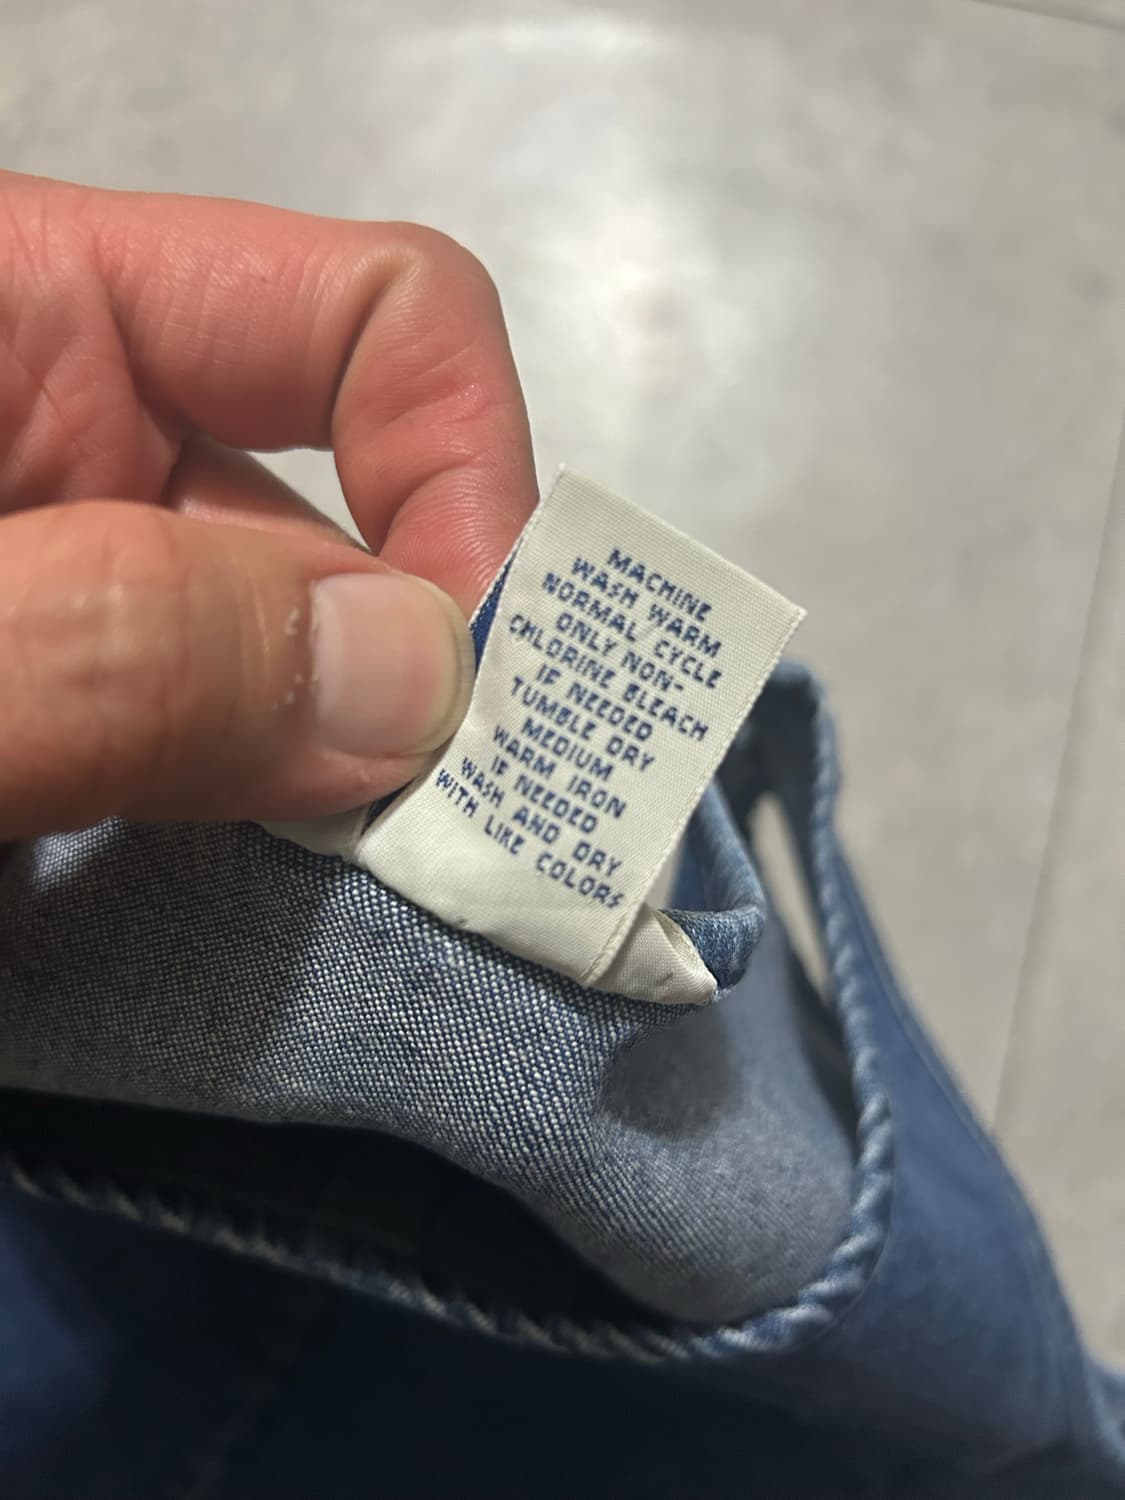 MACHINE
WASH WARM
NORMAL CYCLE
ONLY NON-
CHLORINE BLEACH
IF NEEDED
TUMBLE DRY
MEDIUM
WARM IRON
IF NEEDED
WASH AND DRY
WITH LIKE COLORS